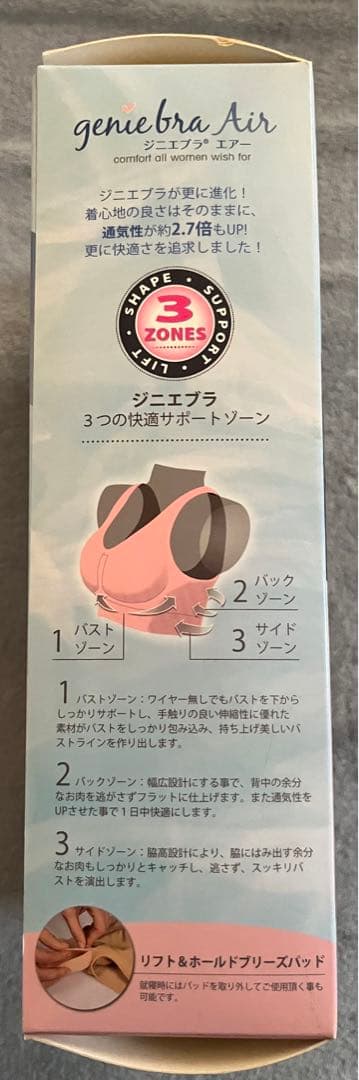 genie bra Air
ジニエブラ® エアー
comfort all women wish for
ジニエブラが更に進化！
着心地の良さはそのままに、
通気性が約2.7倍もUP!
更に快適さを追求しました！
SHAPE • SUPPORT • LIFT •
3
ZONES
ジニエブラ
3つの快適サポートゾーン
2 バック
ゾーン
1 バスト
ゾーン
3 サイド
ゾーン
1 バストゾーン：ワイヤー無しでもバストを下から
しっかりサポートし、手触りの良い伸縮性に優れた
素材がバストをしっかり包み込み、持ち上げ美しいバ
ストラインを作り出します。
2 バックゾーン：幅広設計にする事で、背中の余分
なお肉を逃がさずフラットに仕上げます。また通気性を
UPさせた事で1日中快適にします。
3 サイドゾーン：脇高設計により、脇にはみ出す余分
なお肉もしっかりとキャッチし、逃さず、スッキリバ
ストを演出します。
リフト＆ホールドブリーズパッド
就寝時にはパッドを取り外してご使用頂く事も
可能です。